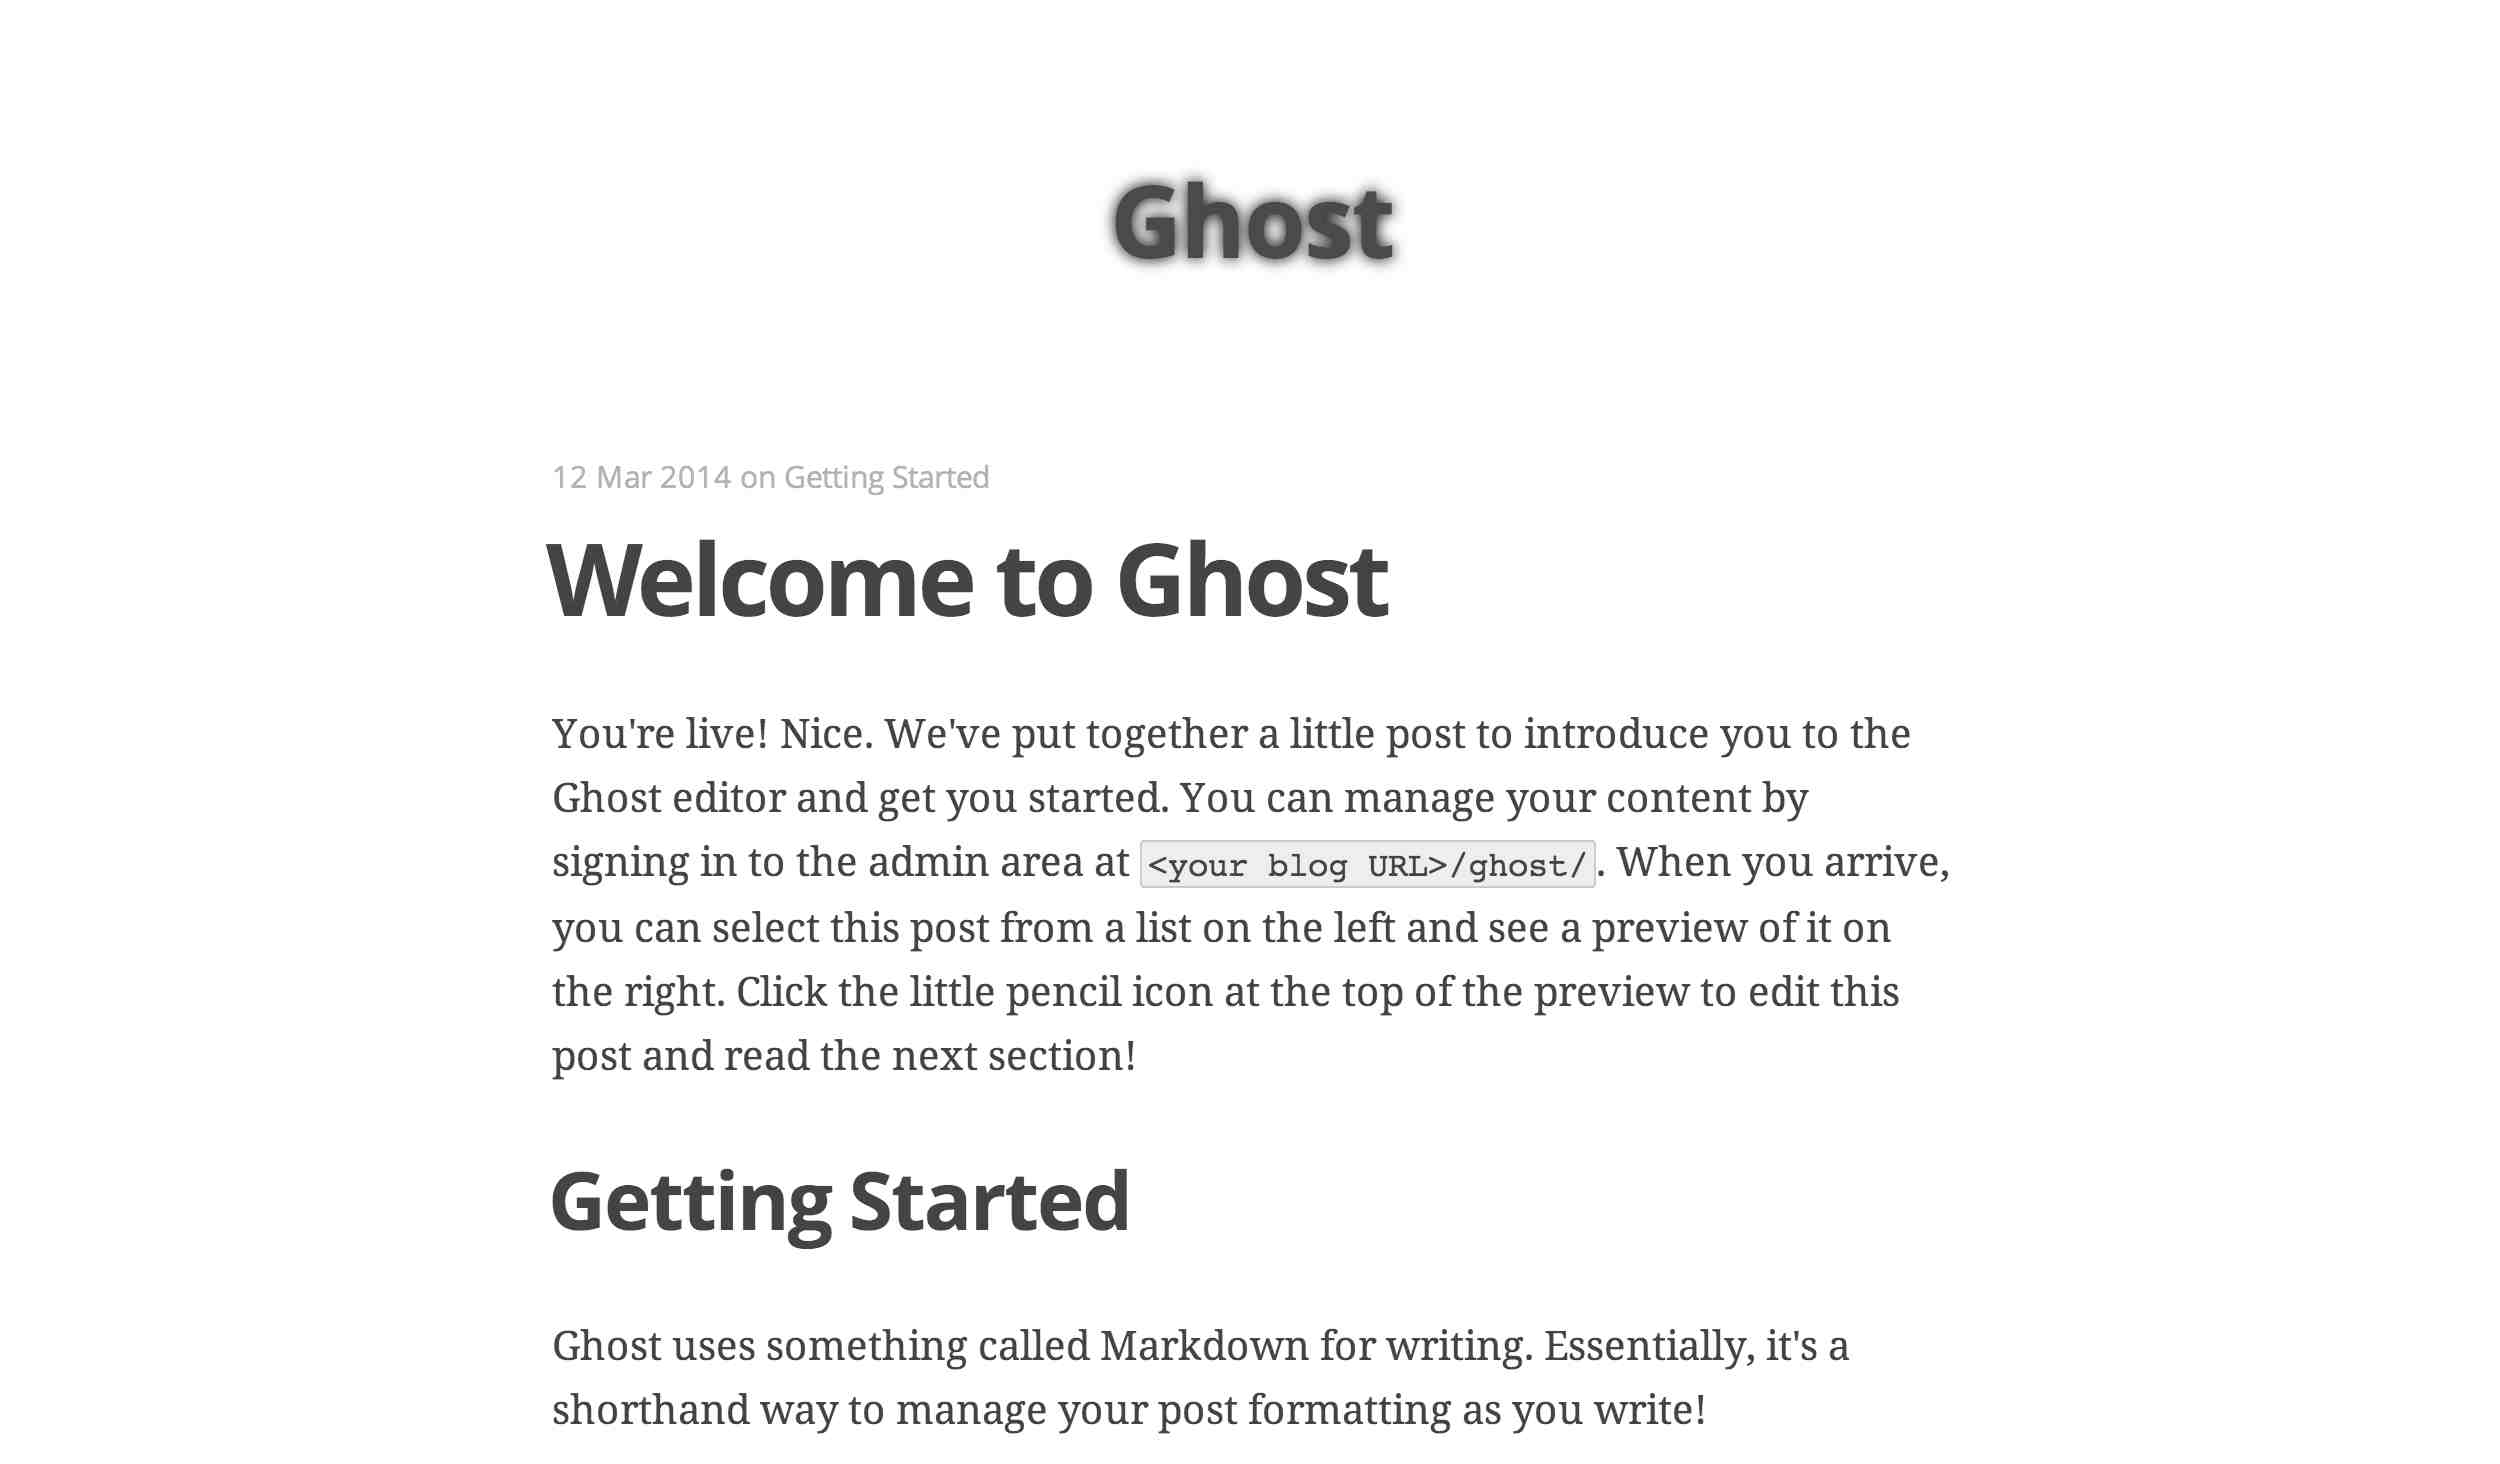 Ghost
12 Mar 2014 on Getting Started
Welcome to Ghost
You're live! Nice. We've put together a little post to introduce you to the
Ghost editor and get you started. You can manage your content by
signing in to the admin area at <your blog URL>/ghost/. When you arrive,
you can select this post from a list on the left and see a preview of it on
the right. Click the little pencil icon at the top of the preview to edit this
post and read the next section!
Getting Started
Ghost uses something called Markdown for writing. Essentially, it's a
shorthand way to manage your post formatting as you write!